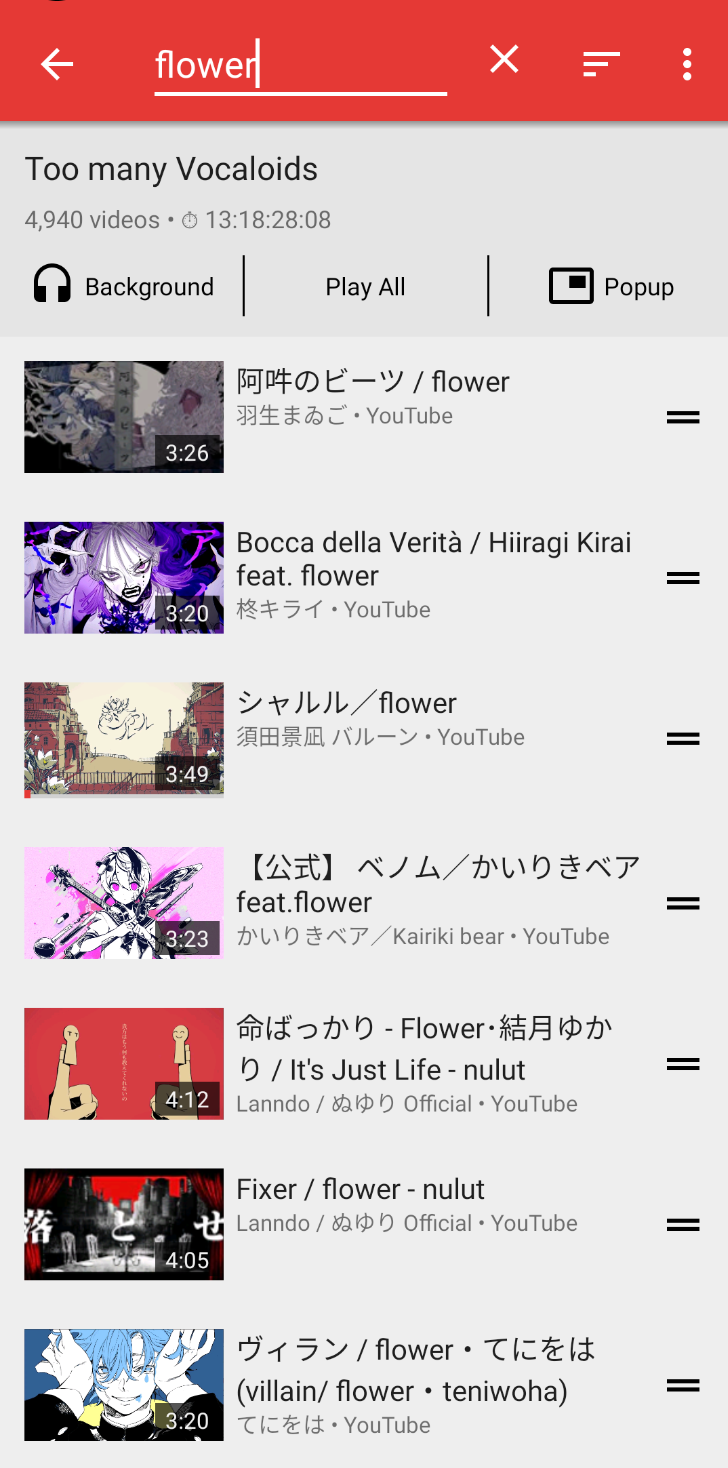 flower
Too many Vocaloids
4,940 videos • ⏱ 13:18:28:08
Background
Play All
Popup
阿吽のビーツ / flower
羽生まゐご • YouTube
3:26
Bocca della Verità / Hiiragi Kirai
feat. flower
柊キライ • YouTube
3:20
シャルル／flower
須田景凪 バルーン • YouTube
3:49
【公式】 ベノム／かいりきベア
feat.flower
かいりきベア／Kairiki bear • YouTube
3:23
命ばっかり - Flower･結月ゆか
り / It's Just Life - nulut
Lanndo / ぬゆり Official • YouTube
4:12
Fixer / flower - nulut
Lanndo / ぬゆり Official • YouTube
落とせ
4:05
ヴィラン / flower・てにをは
(villain/ flower・teniwoha)
てにをは • YouTube
3:20